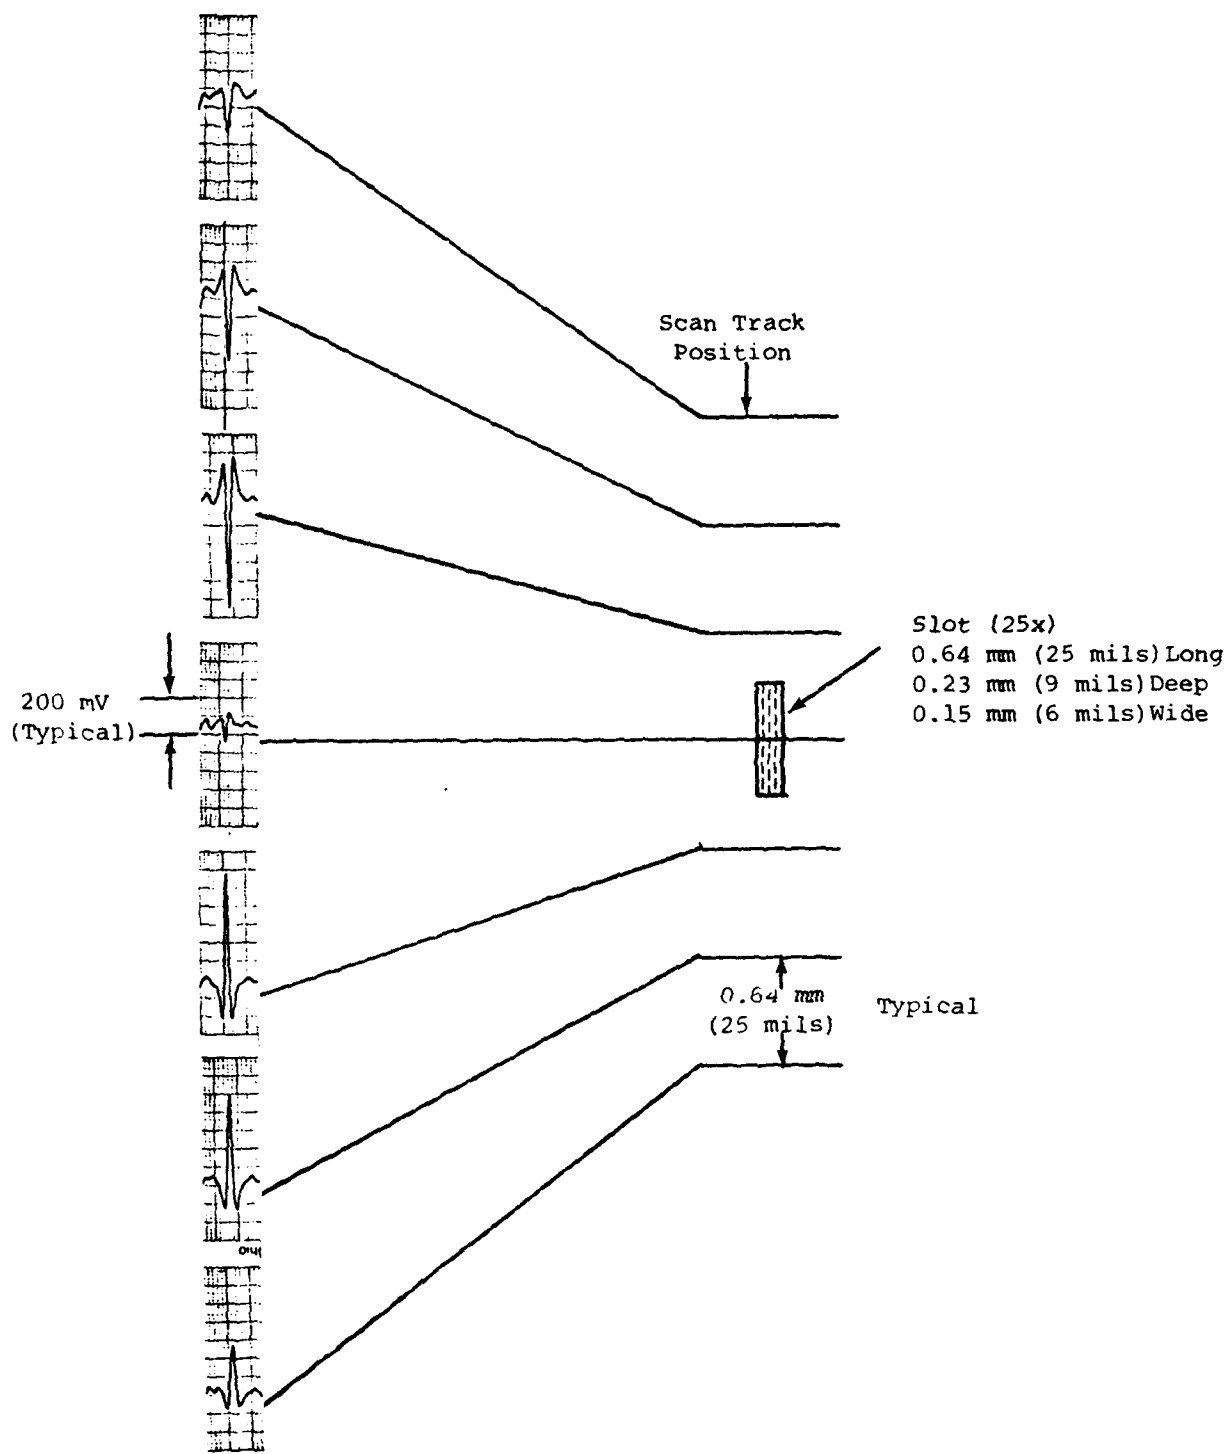 Scan Track
Position
Slot (25x)
0.64 mm (25 mils) Long
0.23 mm (9 mils) Deep
0.15 mm (6 mils) Wide
200 mV
(Typical)
0.64 mm
(25 mils)
Typical